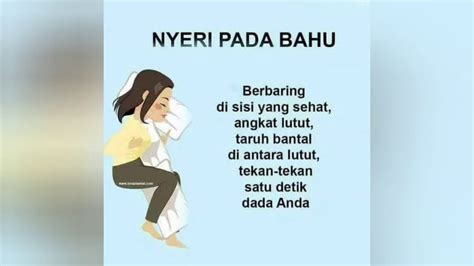 NYERI PADA BAHU
Berbaring
di sisi yang sehat,
angkat lutut,
taruh bantal
di antara lutut,
tekan-tekan
satu detik
dada Anda